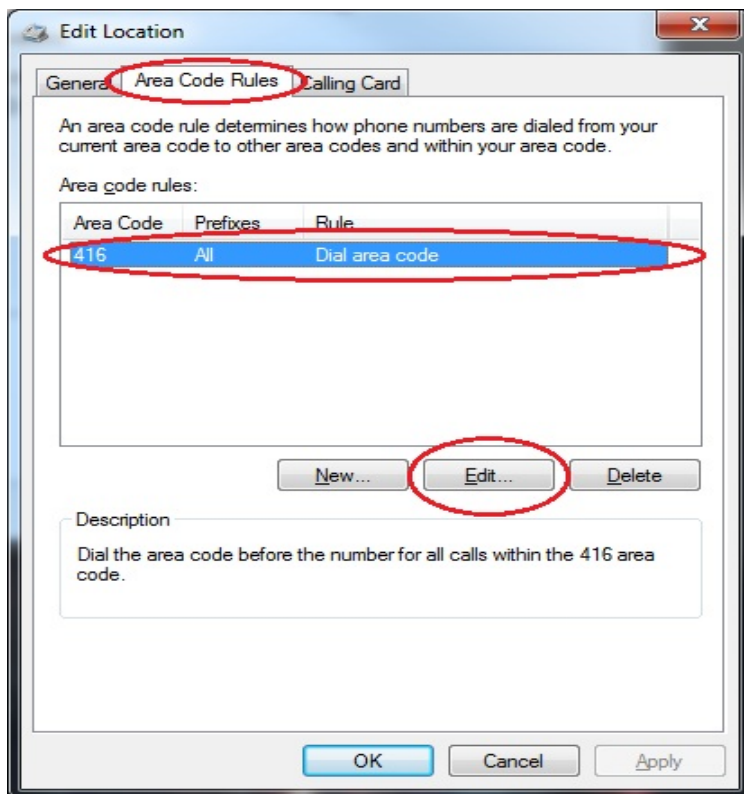 Edit Location
General Area Code Rules Calling Card
An area code rule determines how phone numbers are dialed from your
current area code to other area codes and within your area code.
Area code rules:
Area Code Prefixes Rule
416 All Dial area code
New... Edit... Delete
Description
Dial the area code before the number for all calls within the 416 area
code.
OK Cancel Apply